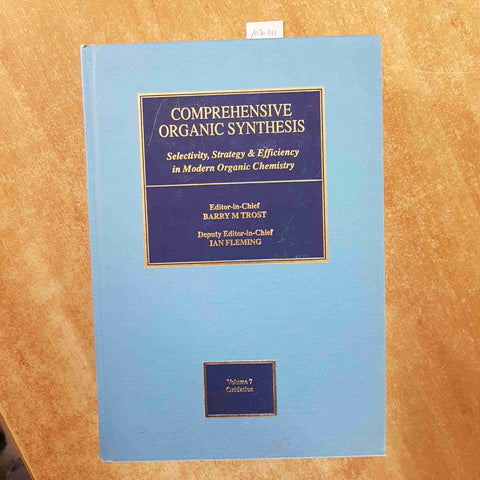 COMPREHENSIVE
ORGANIC SYNTHESIS
Selectivity, Strategy & Efficiency
in Modern Organic Chemistry
Editor-in-Chief
BARRY M TROST
Deputy Editor-in-Chief
IAN FLEMING
Volume 7
Oxidation